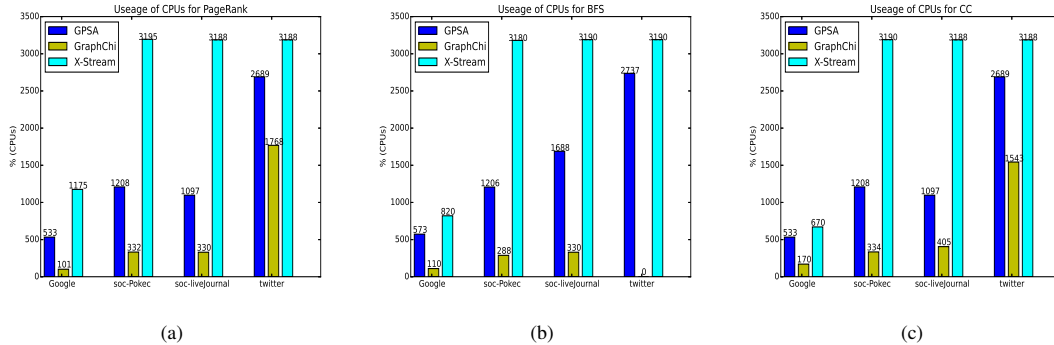 Useage of CPUs for PageRank
% (CPUs)
3500
3000
2500
2000
1500
1000
500
0
GPSA
GraphChi
X-Stream
533
101
1175
1208
332
3195
1097
330
3188
2689
1768
3188
Google
soc-Pokec
soc-liveJournal
twitter
(a)
Useage of CPUs for BFS
% (CPUs)
3500
3000
2500
2000
1500
1000
500
0
GPSA
GraphChi
X-Stream
573
110
820
1206
288
3180
1688
330
3190
2737
0
3190
Google
soc-Pokec
soc-liveJournal
twitter
(b)
Useage of CPUs for CC
% (CPUs)
3500
3000
2500
2000
1500
1000
500
0
GPSA
GraphChi
X-Stream
533
170
670
1208
334
3190
1097
405
3188
2689
1543
3188
Google
soc-Pokec
soc-liveJournal
twitter
(c)